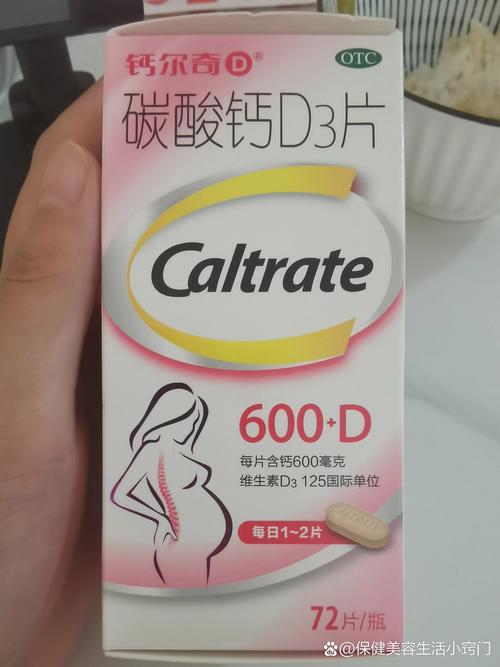 钙尔奇D®
OTC
碳酸钙D3片
Caltrate
600+D
每片含钙600毫克
维生素D3 125国际单位
CALTRATE
每日1~2片
72片/瓶
@保健美容生活小窍门